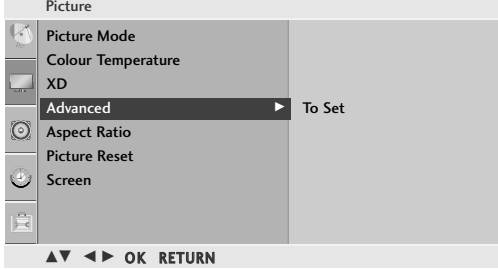 Picture
Picture Mode
Colour Temperature
XD
Advanced ► To Set
Aspect Ratio
Picture Reset
Screen
▲▼ ◄► OK RETURN